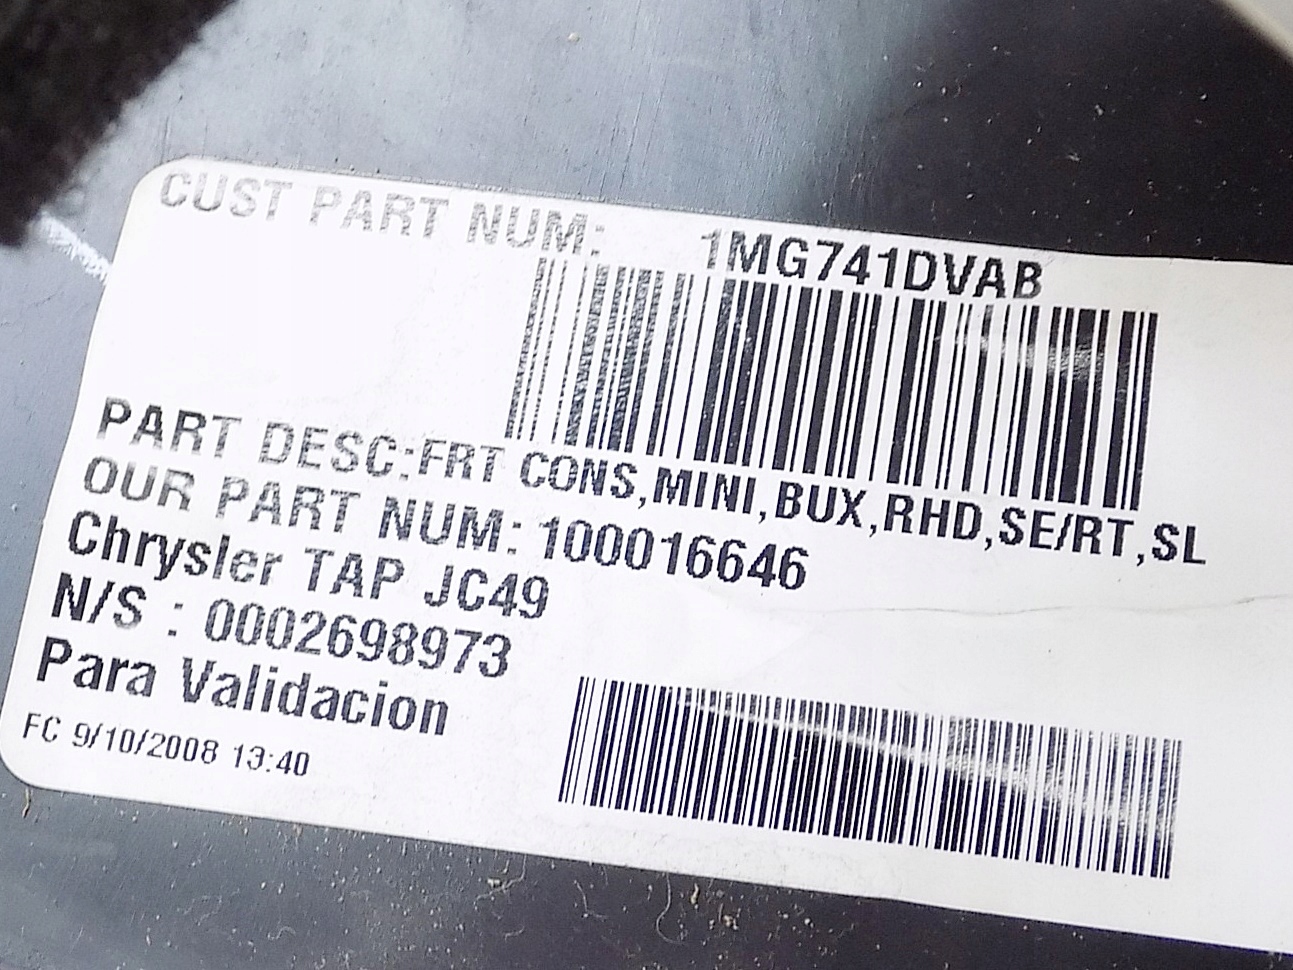 CUST PART NUM: 1MG741DVAB
PART DESC:FRT CONS,MINI,BUX,RHD,SE/RT,SL
OUR PART NUM: 100016646
Chrysler TAP JC49
N/S : 0002698973
Para Validacion
FC 9/10/2008 13:40